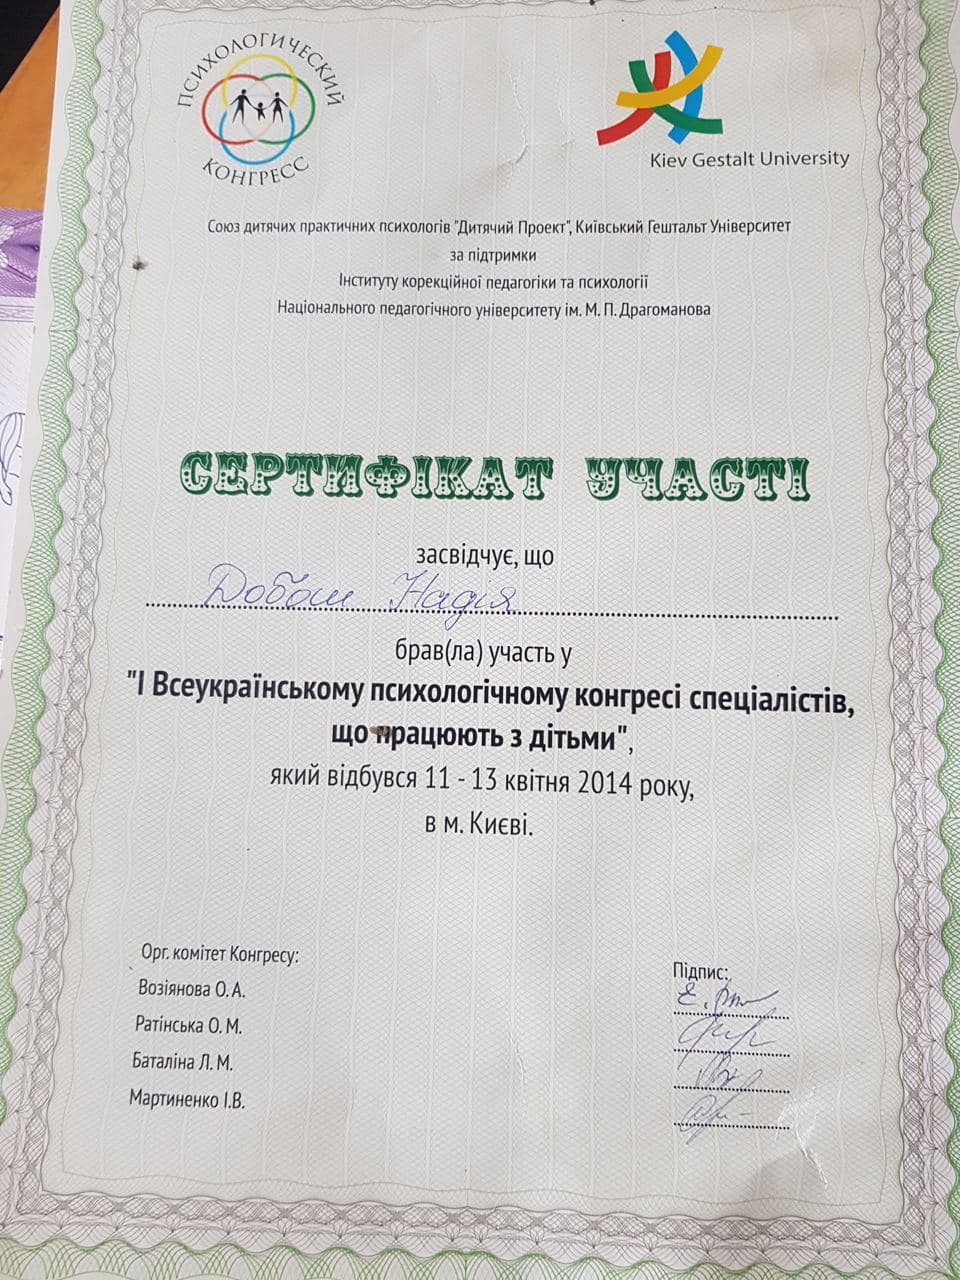 ПСИХОЛОГИЧЕСКИЙ
КОНГРЕСС
Kiev Gestalt University
Союз дитячих практичних психологів "Дитячий Проект", Київський Гештальт Університет
за підтримки
Інституту корекційної педагогіки та психології
Національного педагогічного університету ім. М. П. Драгоманова
СЕРТИФІКАТ УЧАСТІ
засвідчує, що
Добош Надія
брав(ла) участь у
"І Всеукраїнському психологічному конгресі спеціалістів,
що працюють з дітьми",
який відбувся 11 - 13 квітня 2014 року,
в м. Києві.
Орг. комітет Конгресу:
Возіянова О. А.
Ратінська О. М.
Баталіна Л. М.
Мартиненко І.В.
Підпис: